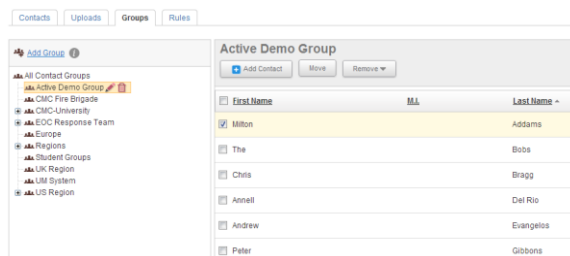 Contacts Uploads Groups Rules
Add Group
All Contact Groups
Active Demo Group
CMC Fire Brigade
CMC-University
EOC Response Team
Europe
Regions
Student Groups
UK Region
UM System
US Region
Active Demo Group
Add Contact Move Remove
First Name M.I. Last Name
Milton Addams
The Bobs
Chris Bragg
Annell Del Rio
Andrew Evangelos
Peter Gibbons